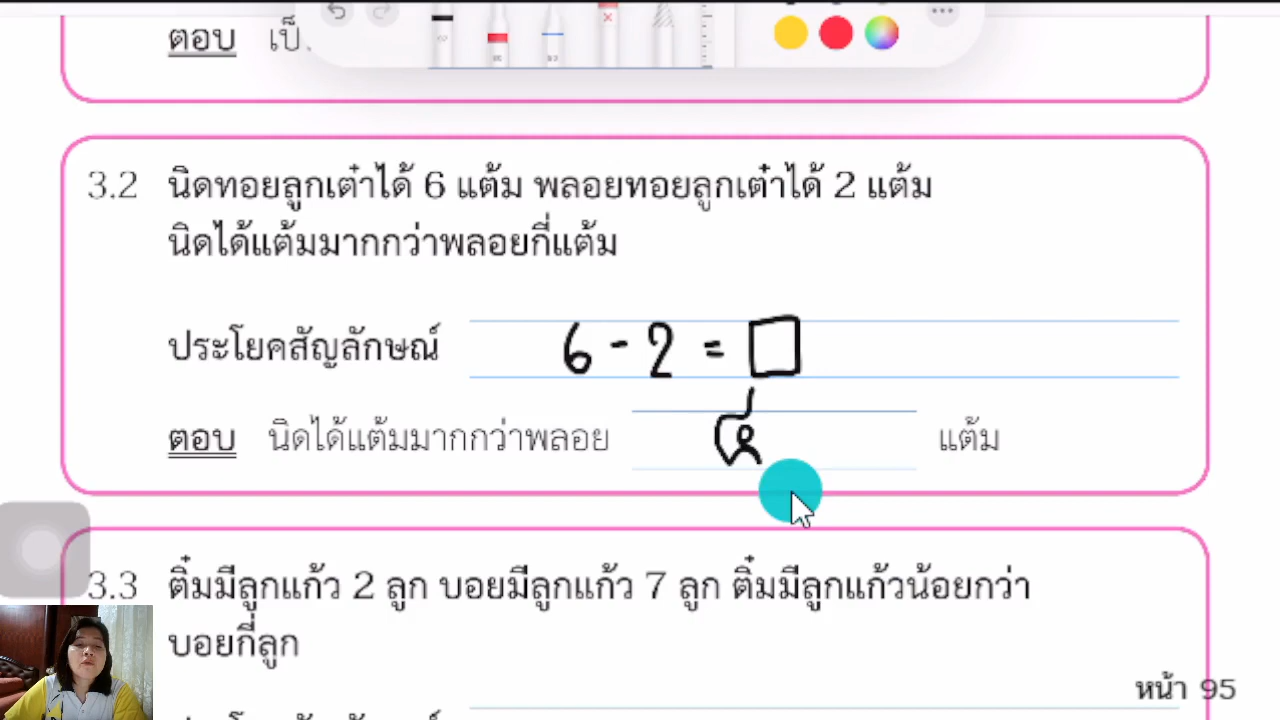 ตอบ เป็
3.2 นิดทอยลูกเต๋าได้ 6 แต้ม พลอยทอยลูกเต๋าได้ 2 แต้ม
นิดได้แต้มมากกว่าพลอยกี่แต้ม
ประโยคสัญลักษณ์ 6 - 2 = □
ตอบ นิดได้แต้มมากกว่าพลอย ๔ แต้ม
3.3 ติ๋มมีลูกแก้ว 2 ลูก บอยมีลูกแก้ว 7 ลูก ติ๋มมีลูกแก้วน้อยกว่า
บอยกี่ลูก
หน้า 95